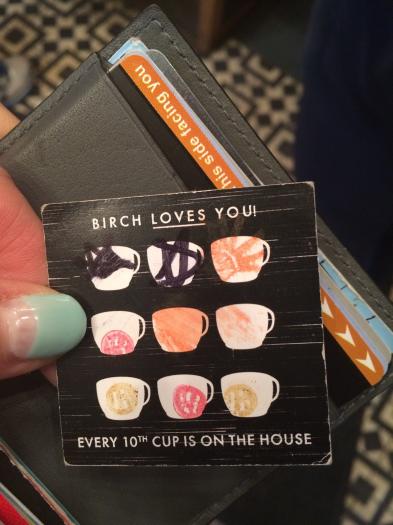 This side facing you
BIRCH LOVES YOU!
EVERY 10TH CUP IS ON THE HOUSE